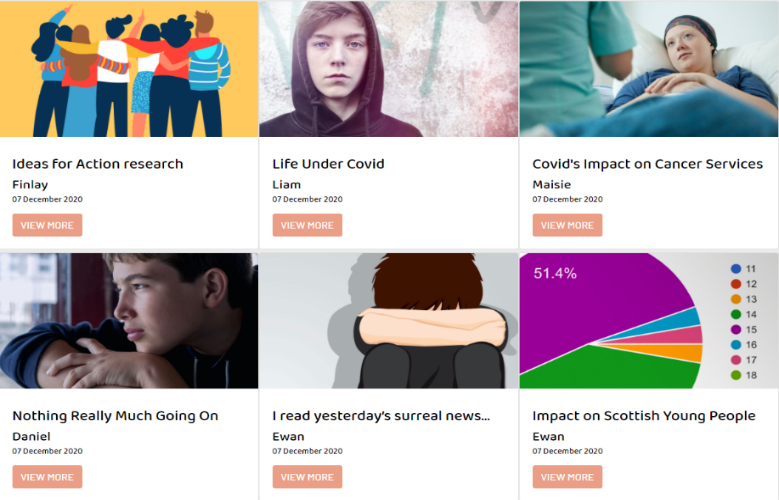 Ideas for Action research
Finlay
07 December 2020
VIEW MORE
Life Under Covid
Liam
07 December 2020
VIEW MORE
Covid's Impact on Cancer Services
Maisie
07 December 2020
VIEW MORE
51.4%
11
12
13
14
15
16
17
18
Nothing Really Much Going On
Daniel
07 December 2020
VIEW MORE
I read yesterday's surreal news...
Ewan
07 December 2020
VIEW MORE
Impact on Scottish Young People
Ewan
07 December 2020
VIEW MORE